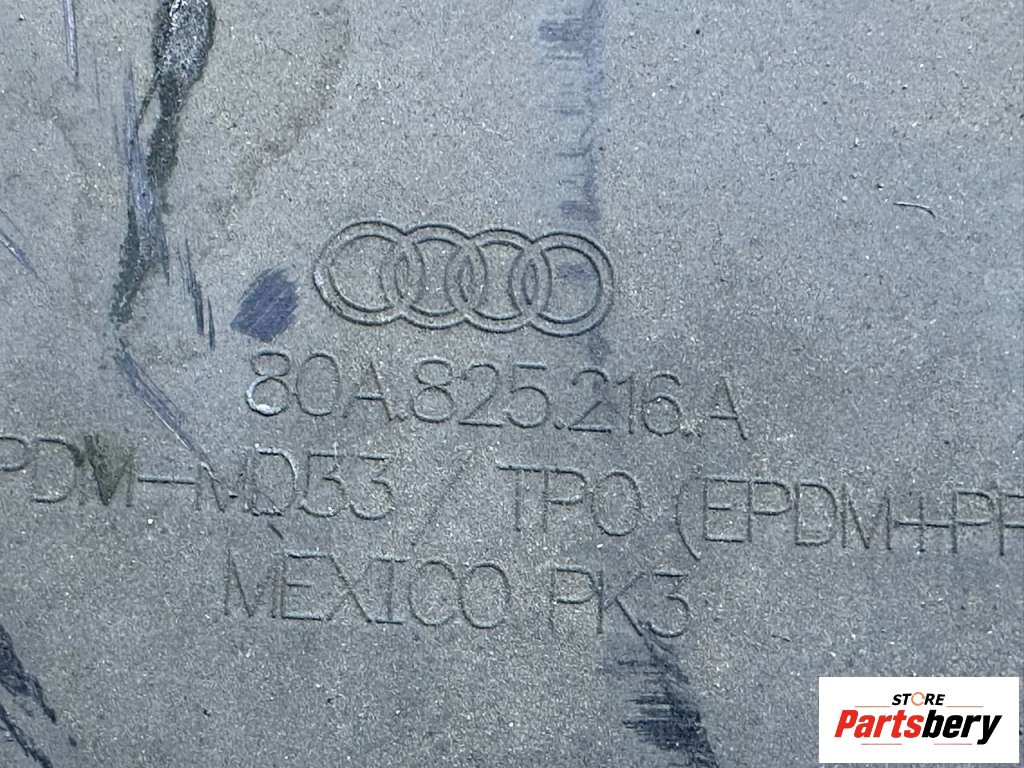 80A.825.216.A
PDM+MD33 / TPO (EPDM+PP
MEXICO PK3
STORE
Partsbery